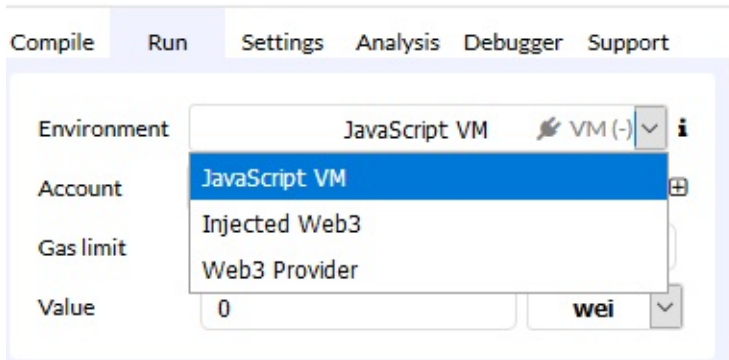 Compile Run Settings Analysis Debugger Support
Environment JavaScript VM VM (-) i
Account JavaScript VM
Injected Web3
Gas limit
Web3 Provider
Value 0 wei